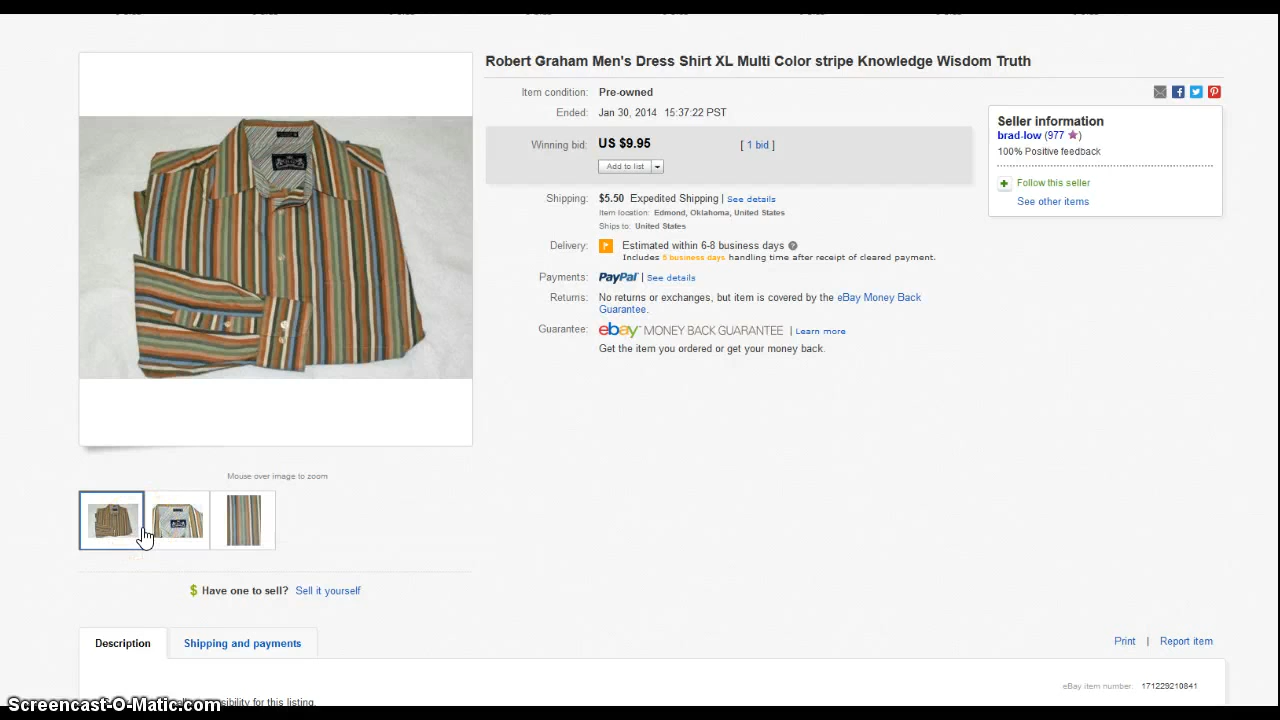 Robert Graham Men's Dress Shirt XL Multi Color stripe Knowledge Wisdom Truth
Item condition: Pre-owned
Ended: Jan 30, 2014 15:37:22 PST
Winning bid: US $9.95 [ 1 bid ]
Add to list
Shipping: $5.50 Expedited Shipping | See details
Item location: Edmond, Oklahoma, United States
Ships to: United States
Delivery: Estimated within 6-8 business days
Includes 5 business days handling time after receipt of cleared payment.
Payments: PayPal | See details
Returns: No returns or exchanges, but item is covered by the eBay Money Back
Guarantee.
Guarantee: ebay MONEY BACK GUARANTEE | Learn more
Get the item you ordered or get your money back.
Seller information
brad-low (977 )
100% Positive feedback
Follow this seller
See other items
Mouse over image to zoom
$ Have one to sell? Sell it yourself
Description
Shipping and payments
Print | Report item
eBay item number: 171229210841
for this listing.
Screencast-O-Matic.com